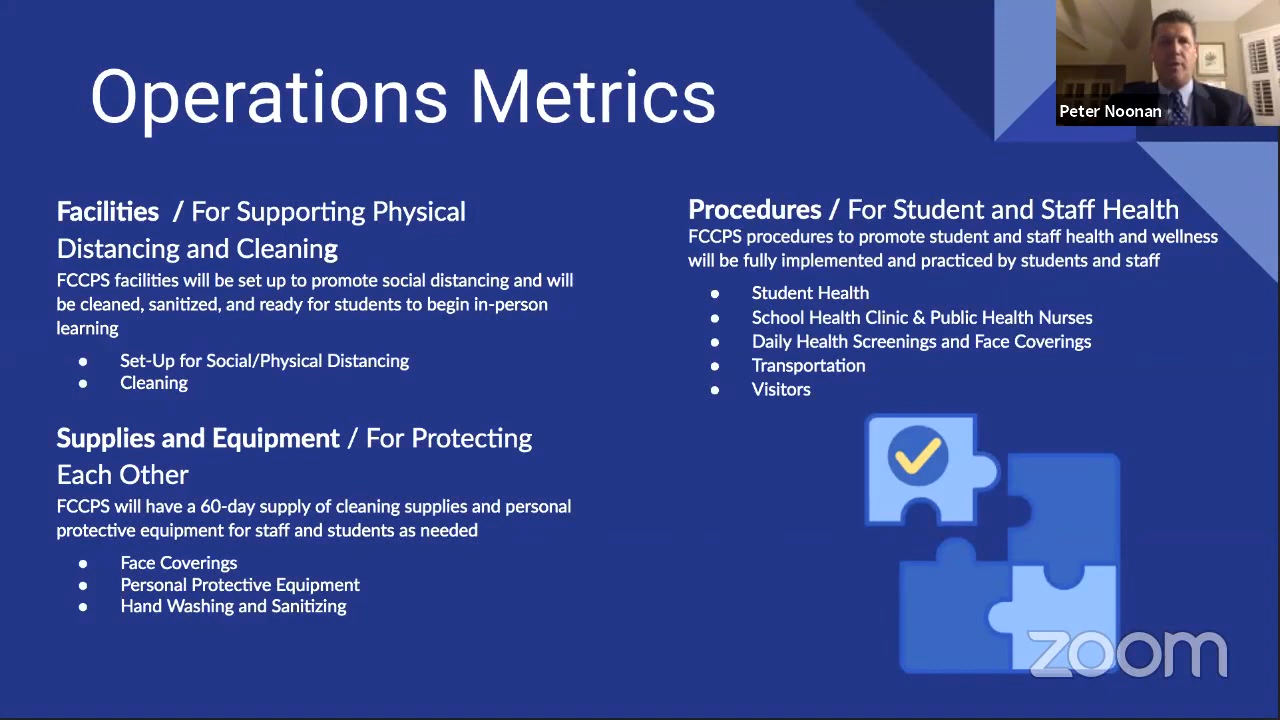 Operations Metrics
Peter Noonan
Facilities / For Supporting Physical
Distancing and Cleaning
FCCPS facilities will be set up to promote social distancing and will
be cleaned, sanitized, and ready for students to begin in-person
learning
● Set-Up for Social/Physical Distancing
● Cleaning
Supplies and Equipment / For Protecting
Each Other
FCCPS will have a 60-day supply of cleaning supplies and personal
protective equipment for staff and students as needed
● Face Coverings
● Personal Protective Equipment
● Hand Washing and Sanitizing
Procedures / For Student and Staff Health
FCCPS procedures to promote student and staff health and wellness
will be fully implemented and practiced by students and staff
● Student Health
● School Health Clinic & Public Health Nurses
● Daily Health Screenings and Face Coverings
● Transportation
● Visitors
zoom